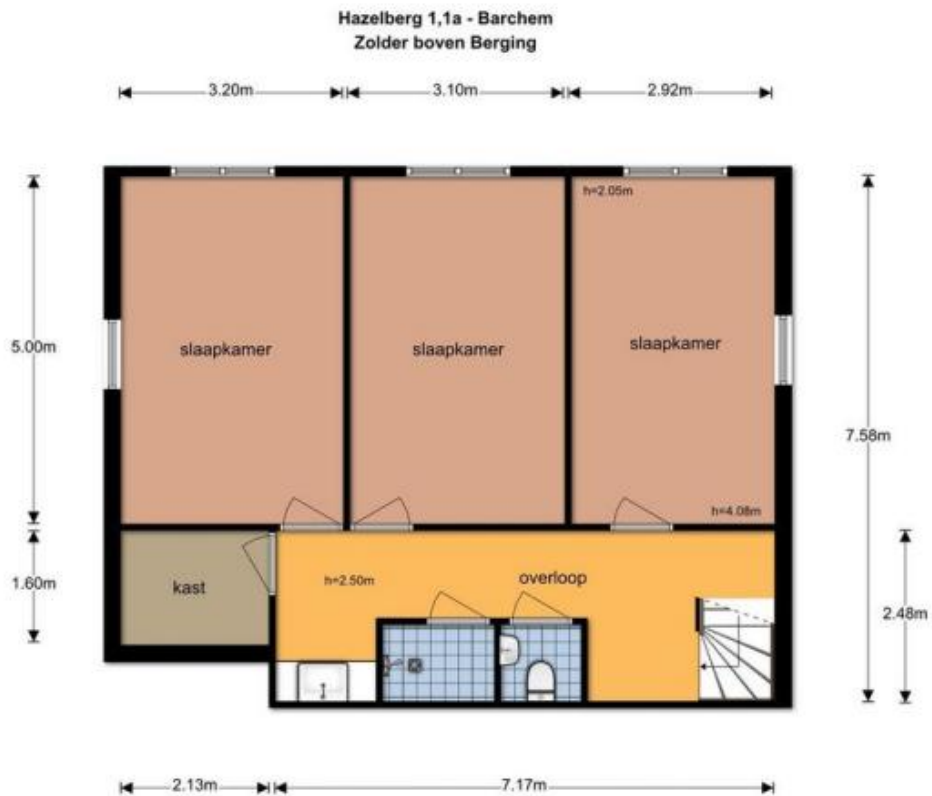 Hazelberg 1,1a - Barchem
Zolder boven Berging
3.20m
3.10m
2.92m
h=2.05m
5.00m
slaapkamer
slaapkamer
slaapkamer
7.58m
h=4.08m
1.60m
kast
h=2.50m
overloop
2.48m
2.13m
7.17m